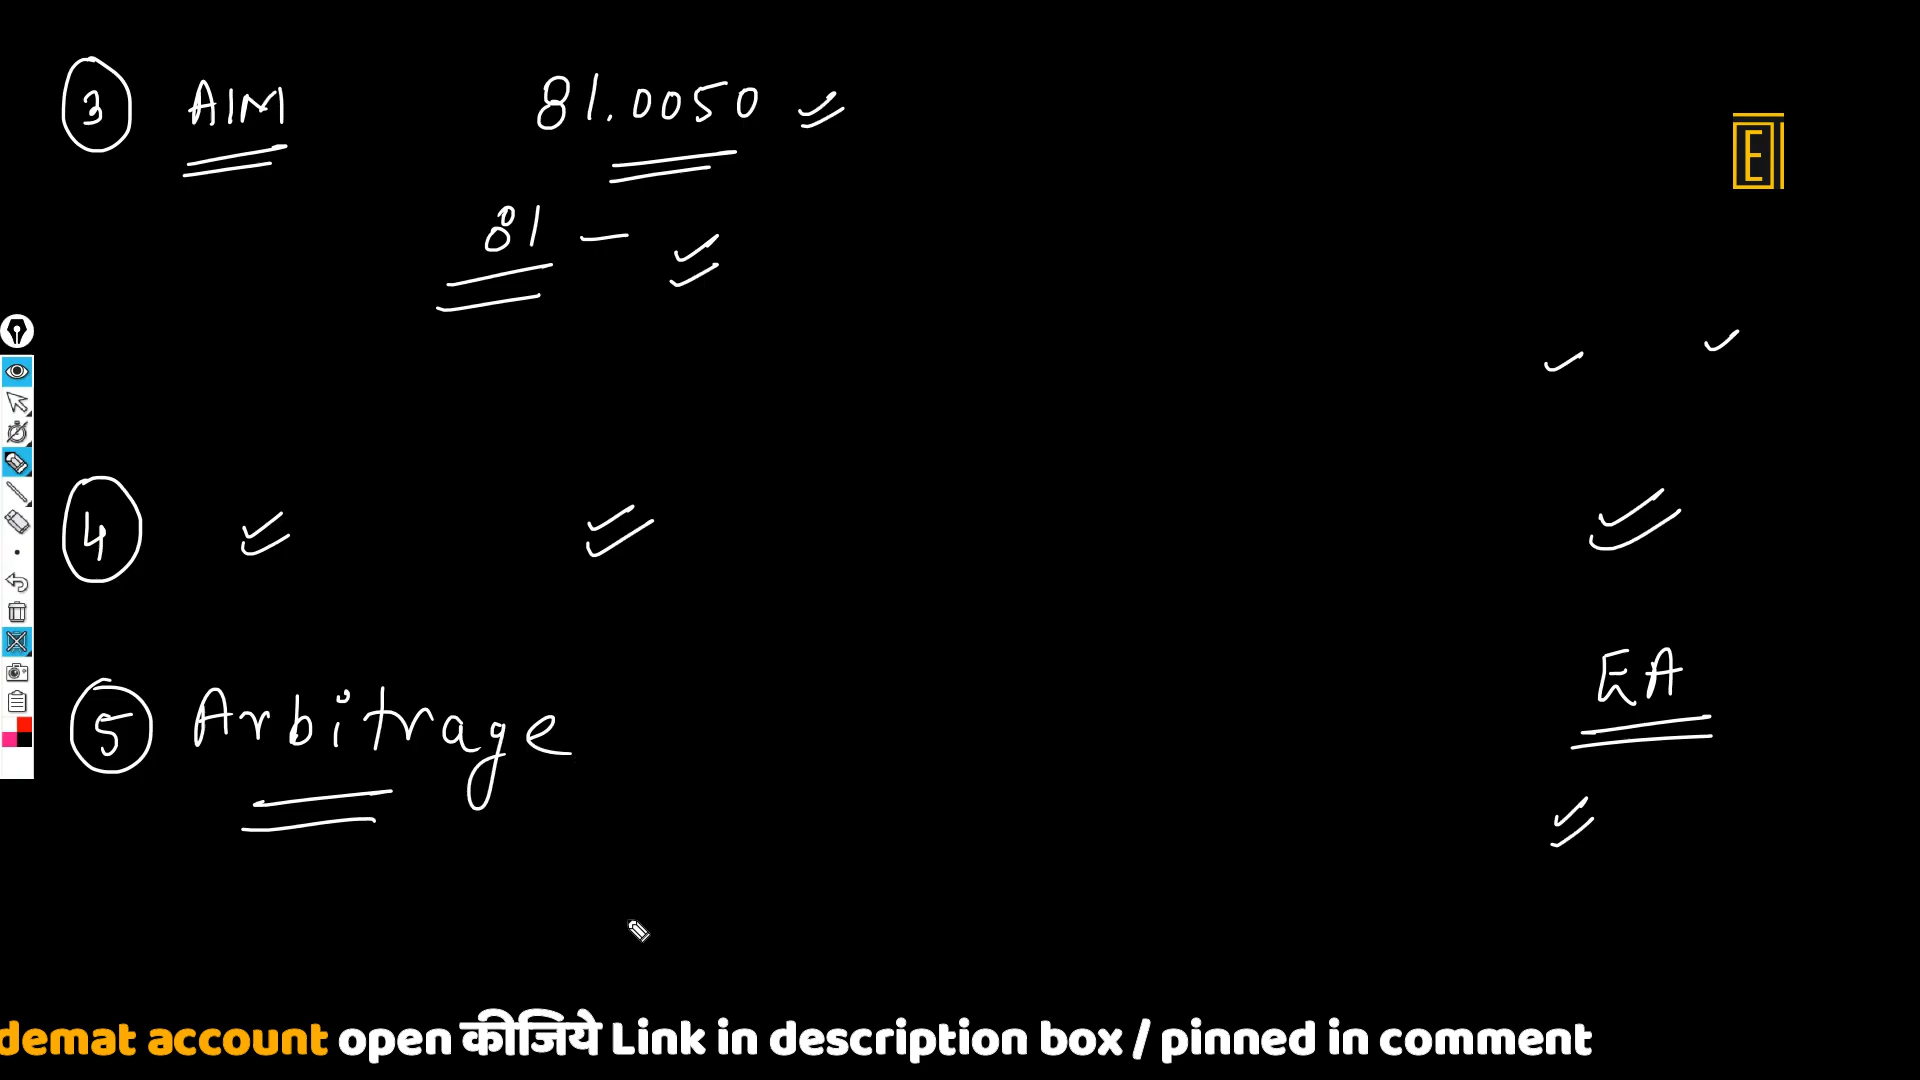 3 AIM 81.0050
E
81 -
4
EA
5 Arbitrage
demat account open कीजिये Link in description box / pinned in comment